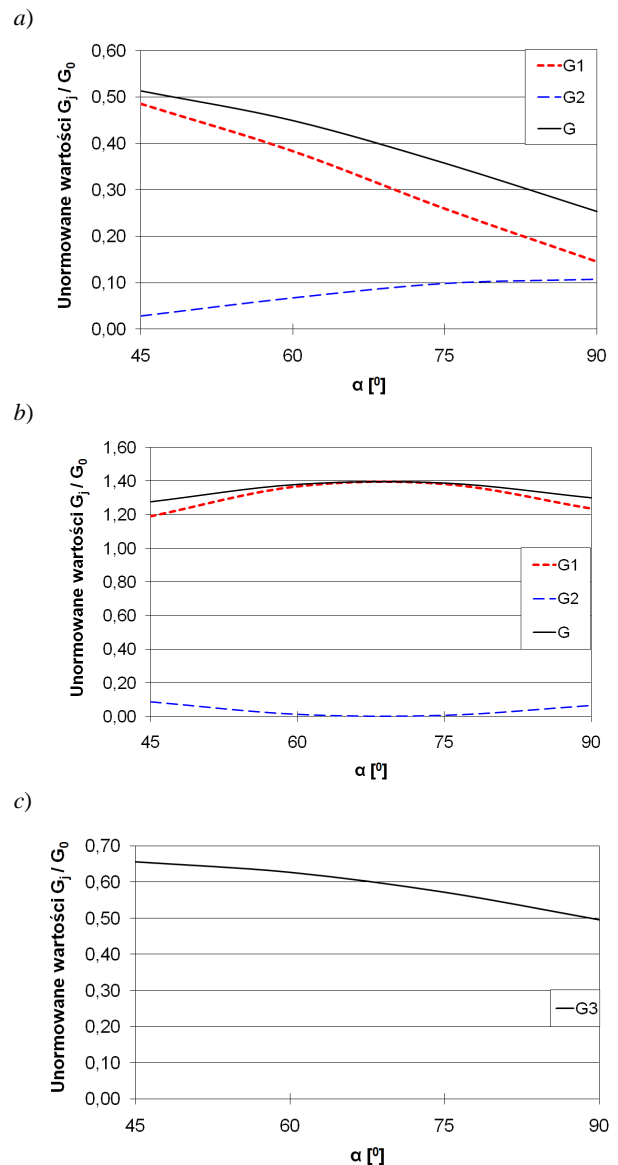 a)
Unormowane wartości Gj / G0
0,60
0,50
0,40
0,30
0,20
0,10
0,00
45 60 75 90
α [⁰]
G1
G2
G
b)
Unormowane wartości Gj / G0
1,60
1,40
1,20
1,00
0,80
0,60
0,40
0,20
0,00
45 60 75 90
α [⁰]
G1
G2
G
c)
Unormowane wartości Gj / G0
0,70
0,60
0,50
0,40
0,30
0,20
0,10
0,00
45 60 75 90
α [⁰]
G3